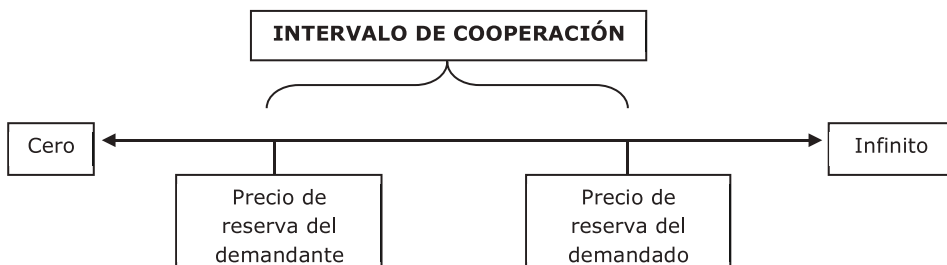 INTERVALO DE COOPERACIÓN
Cero
Infinito
Precio de
reserva del
demandante
Precio de
reserva del
demandado